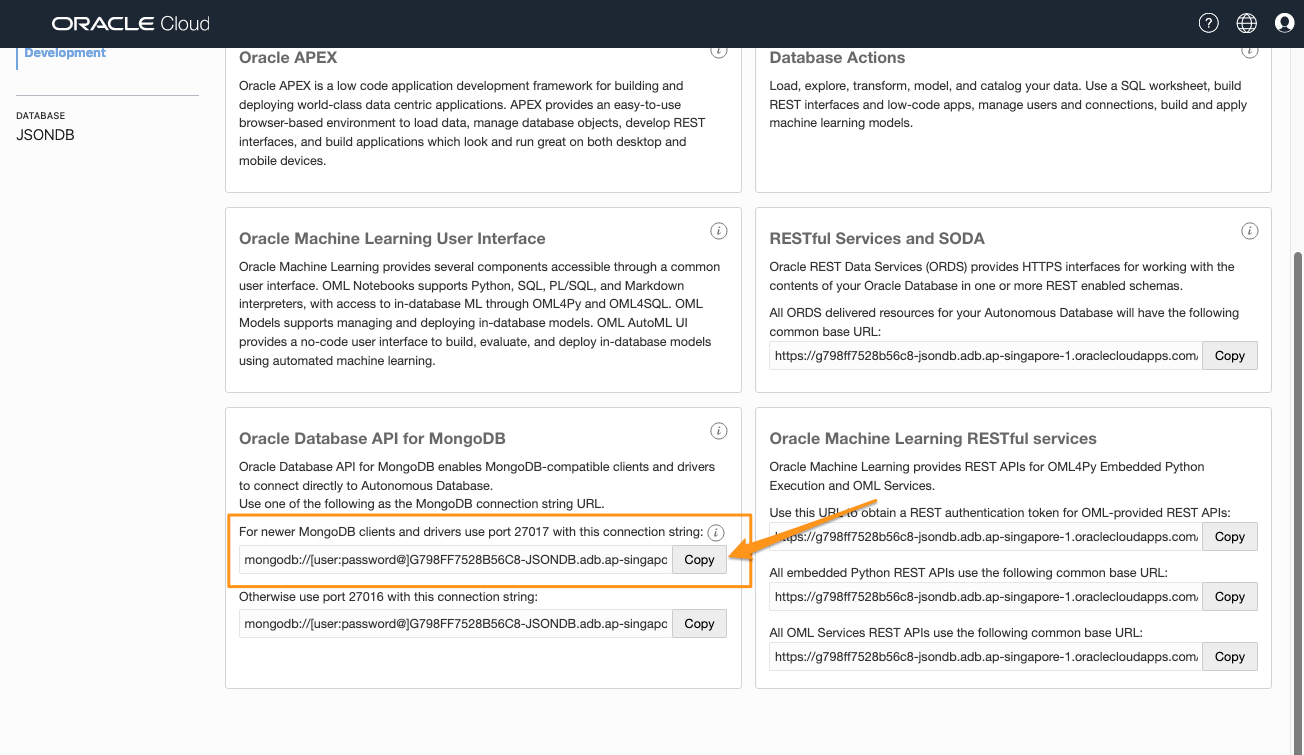 ORACLE Cloud
Development
DATABASE
JSONDB
Oracle APEX
Oracle APEX is a low code application development framework for building and
deploying world-class data centric applications. APEX provides an easy-to-use
browser-based environment to load data, manage database objects, develop REST
interfaces, and build applications which look and run great on both desktop and
mobile devices.
Database Actions
Load, explore, transform, model, and catalog your data. Use a SQL worksheet, build
REST interfaces and low-code apps, manage users and connections, build and apply
machine learning models.
Oracle Machine Learning User Interface
Oracle Machine Learning provides several components accessible through a common
user interface. OML Notebooks supports Python, SQL, PL/SQL, and Markdown
interpreters, with access to in-database ML through OML4Py and OML4SQL. OML
Models supports managing and deploying in-database models. OML AutoML UI
provides a no-code user interface to build, evaluate, and deploy in-database models
using automated machine learning.
RESTful Services and SODA
Oracle REST Data Services (ORDS) provides HTTPS interfaces for working with the
contents of your Oracle Database in one or more REST enabled schemas.
All ORDS delivered resources for your Autonomous Database will have the following
common base URL:
https://g798ff7528b56c8-jsondb.adb.ap-singapore-1.oraclecloudapps.com/ Copy
Oracle Database API for MongoDB
Oracle Database API for MongoDB enables MongoDB-compatible clients and drivers
to connect directly to Autonomous Database.
Use one of the following as the MongoDB connection string URL.
For newer MongoDB clients and drivers use port 27017 with this connection string:
mongodb://[user:password@]G798FF7528B56C8-JSONDB.adb.ap-singapo Copy
Otherwise use port 27016 with this connection string:
mongodb://[user:password@]G798FF7528B56C8-JSONDB.adb.ap-singapo Copy
Oracle Machine Learning RESTful services
Oracle Machine Learning provides REST APIs for OML4Py Embedded Python
Execution and OML Services.
Use this URL to obtain a REST authentication token for OML-provided REST APIs:
https://g798ff7528b56c8-jsondb.adb.ap-singapore-1.oraclecloudapps.com/ Copy
All embedded Python REST APIs use the following common base URL:
https://g798ff7528b56c8-jsondb.adb.ap-singapore-1.oraclecloudapps.com/ Copy
All OML Services REST APIs use the following common base URL:
https://g798ff7528b56c8-jsondb.adb.ap-singapore-1.oraclecloudapps.com/ Copy